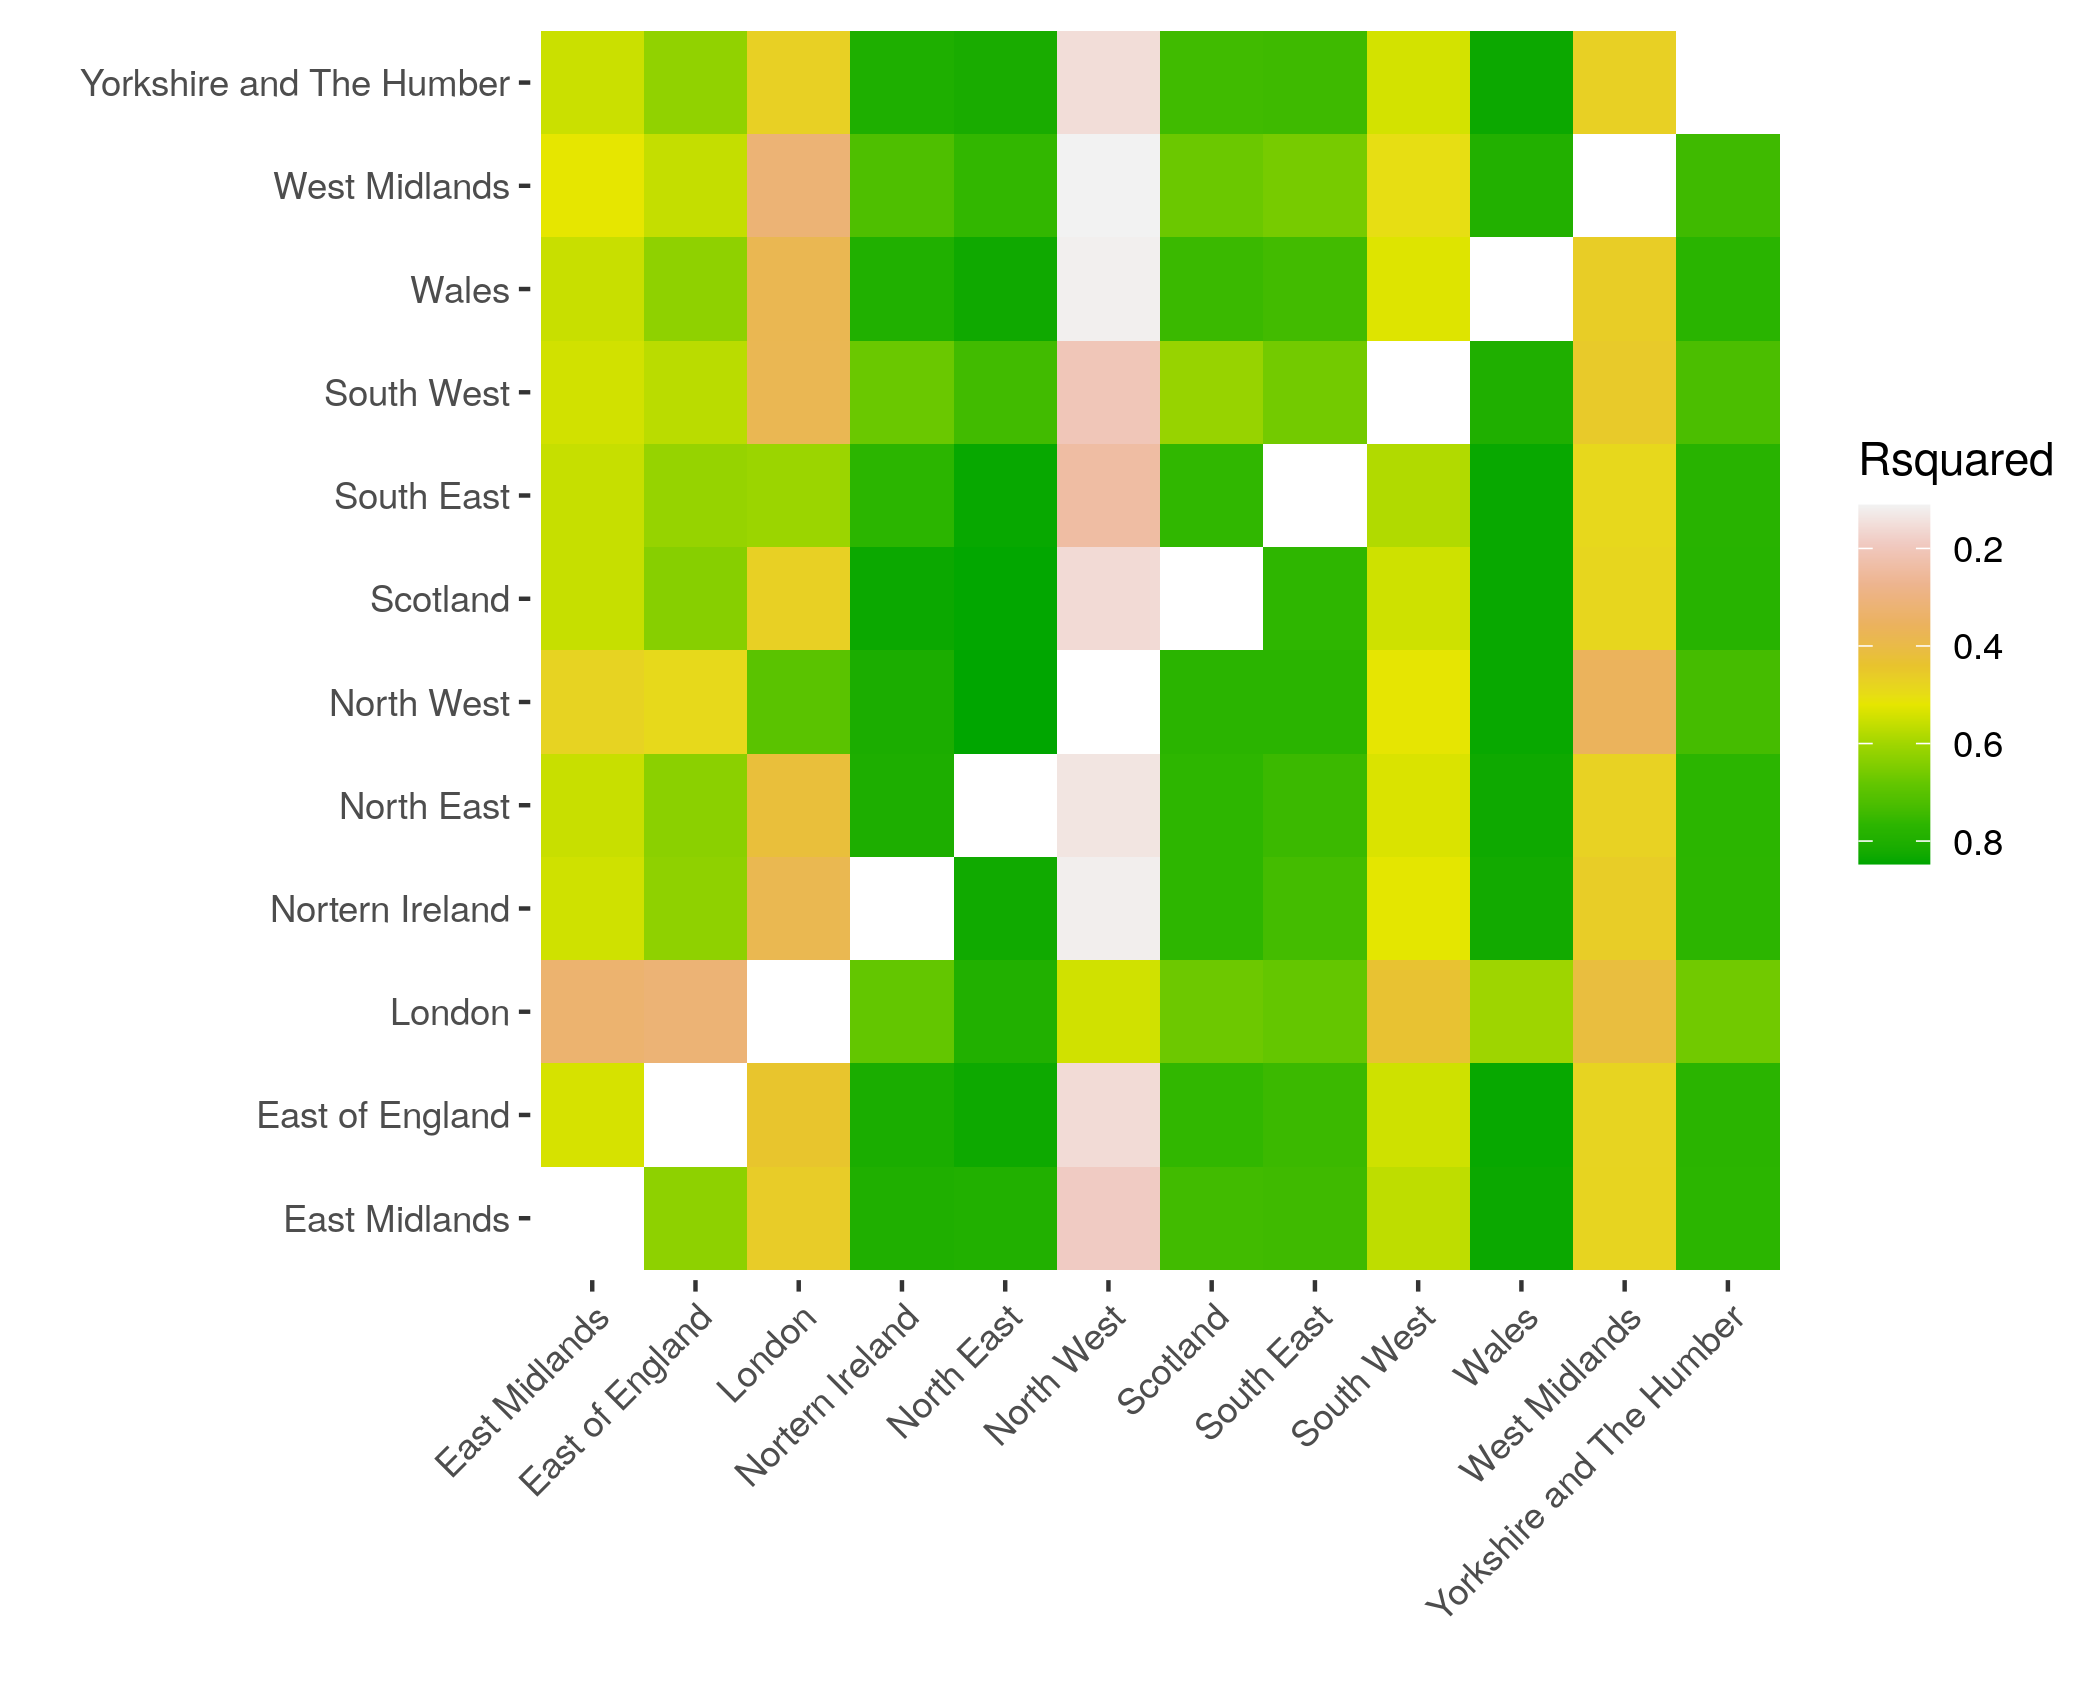 Yorkshire and The Humber
West Midlands
Wales
South West
South East
Scotland
North West
North East
Nortern Ireland
London
East of England
East Midlands
Rsquared
0.2
0.4
0.6
0.8
East Midlands
East of England
London
Nortern Ireland
North East
North West
Scotland
South East
South West
Wales
West Midlands
Yorkshire and The Humber